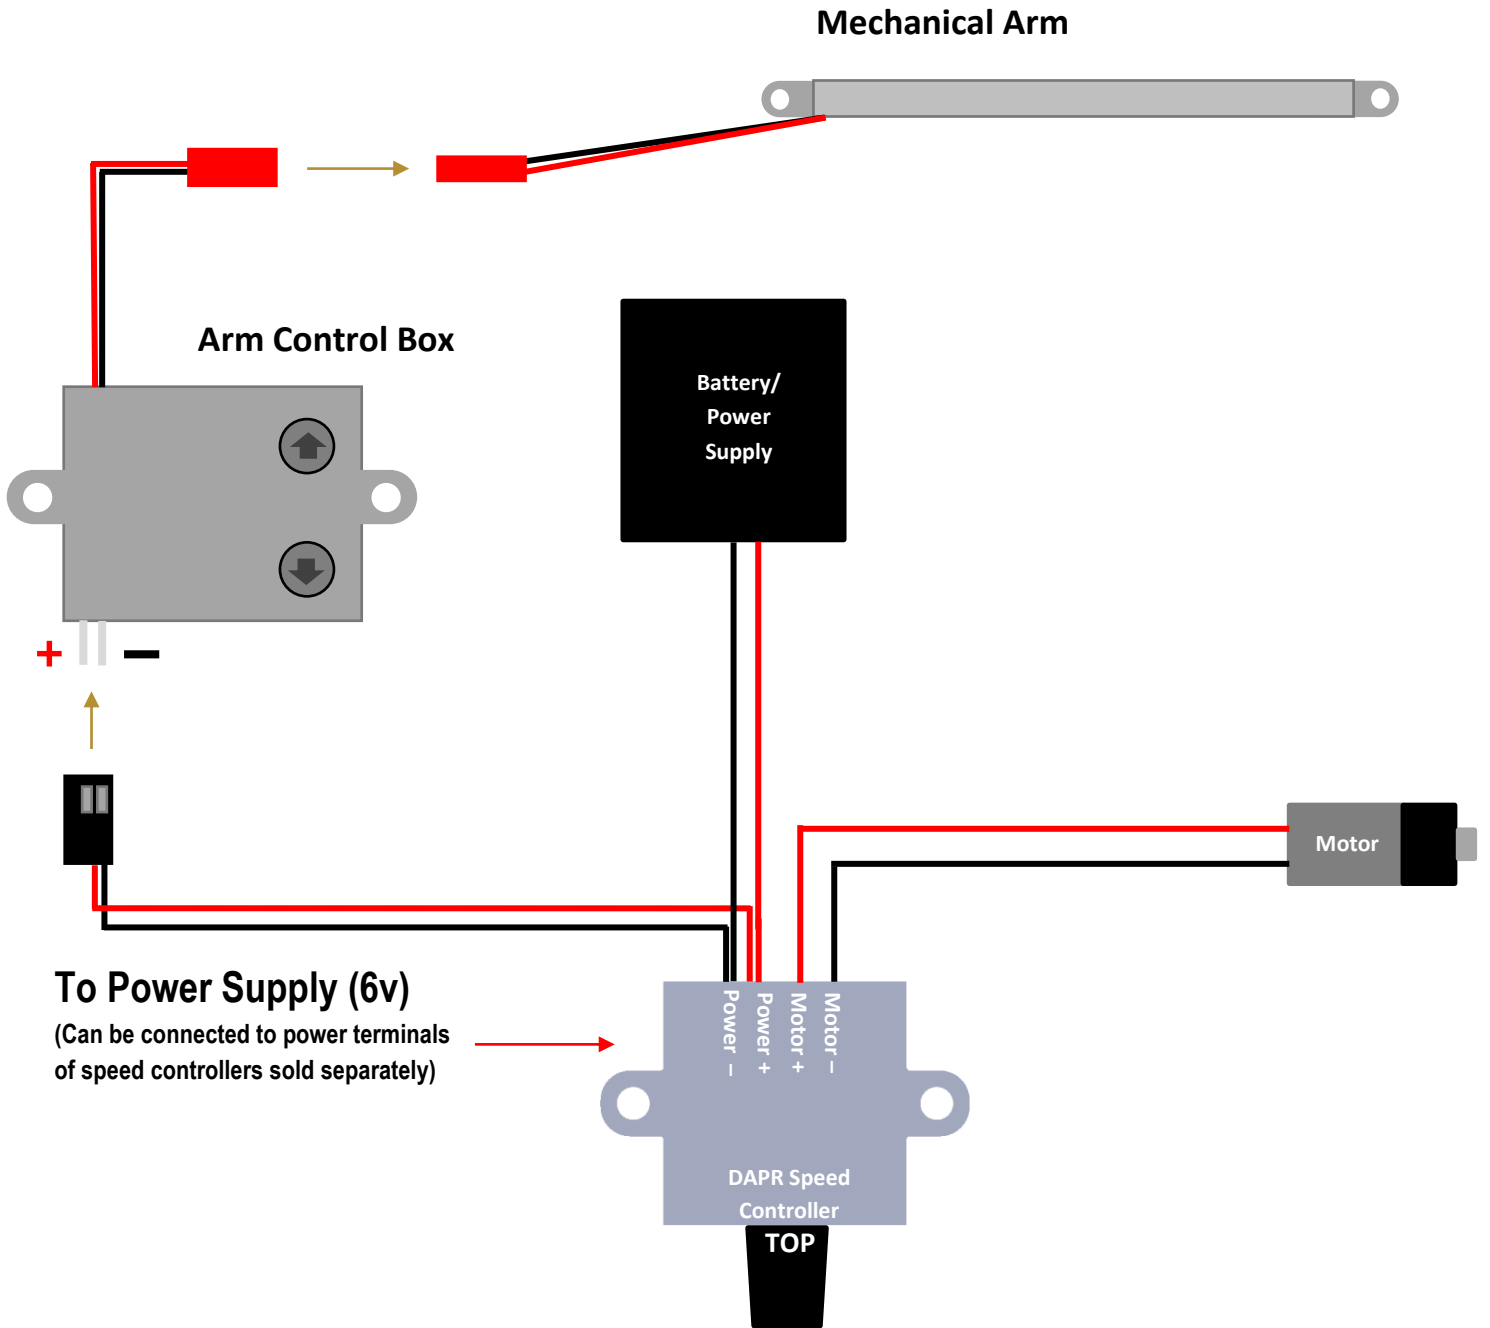 Mechanical Arm
Arm Control Box
Battery/
Power
Supply
+ –
Motor
To Power Supply (6v)
(Can be connected to power terminals
of speed controllers sold separately)
Power –
Power +
Motor +
Motor –
DAPR Speed
Controller
TOP